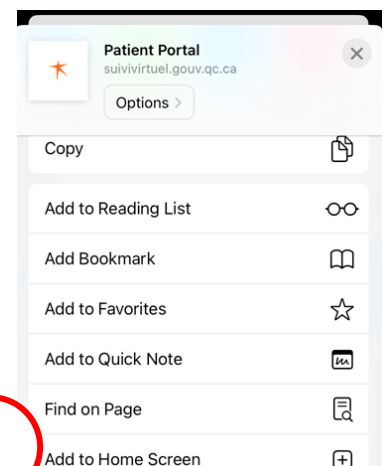 Patient Portal
suivivirtuel.gouv.qc.ca
Options >
Copy
Add to Reading List
Add Bookmark
Add to Favorites
Add to Quick Note
Find on Page
Add to Home Screen